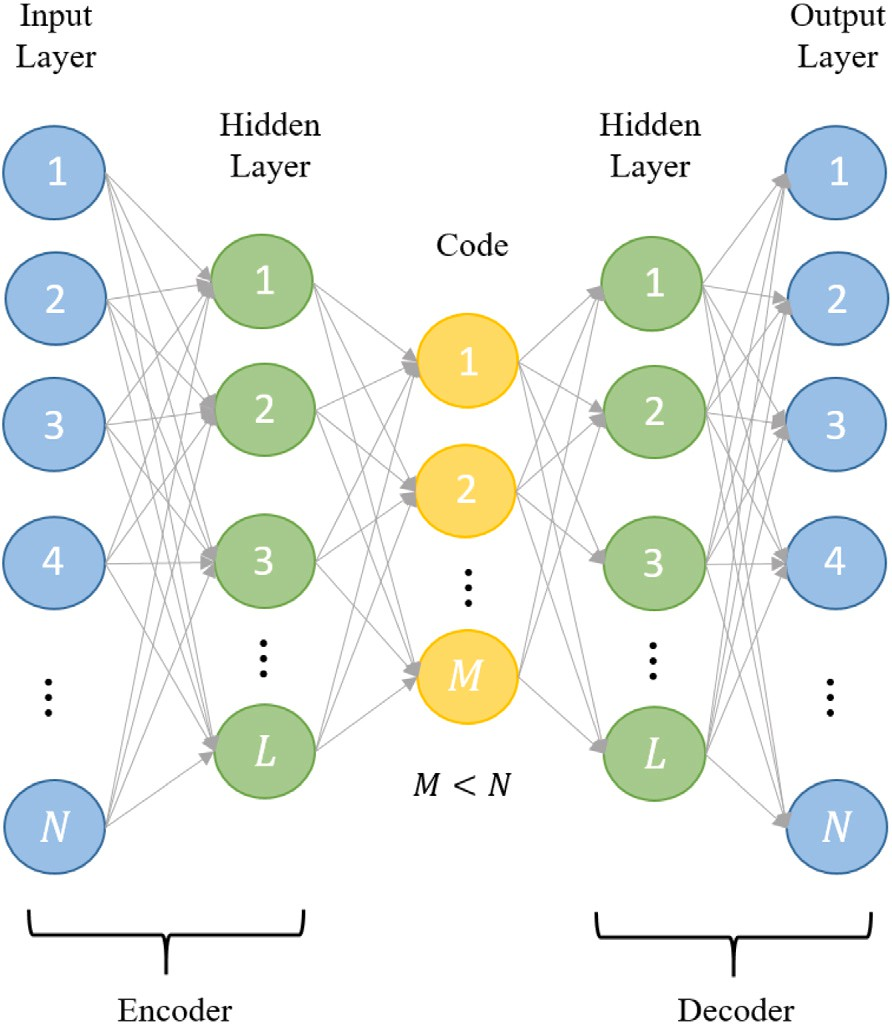 Input
Layer
Output
Layer
Hidden
Layer
Hidden
Layer
Code
1
2
3
4
N
1
2
3
L
1
2
M
M < N
1
2
3
L
1
2
3
4
N
Encoder
Decoder